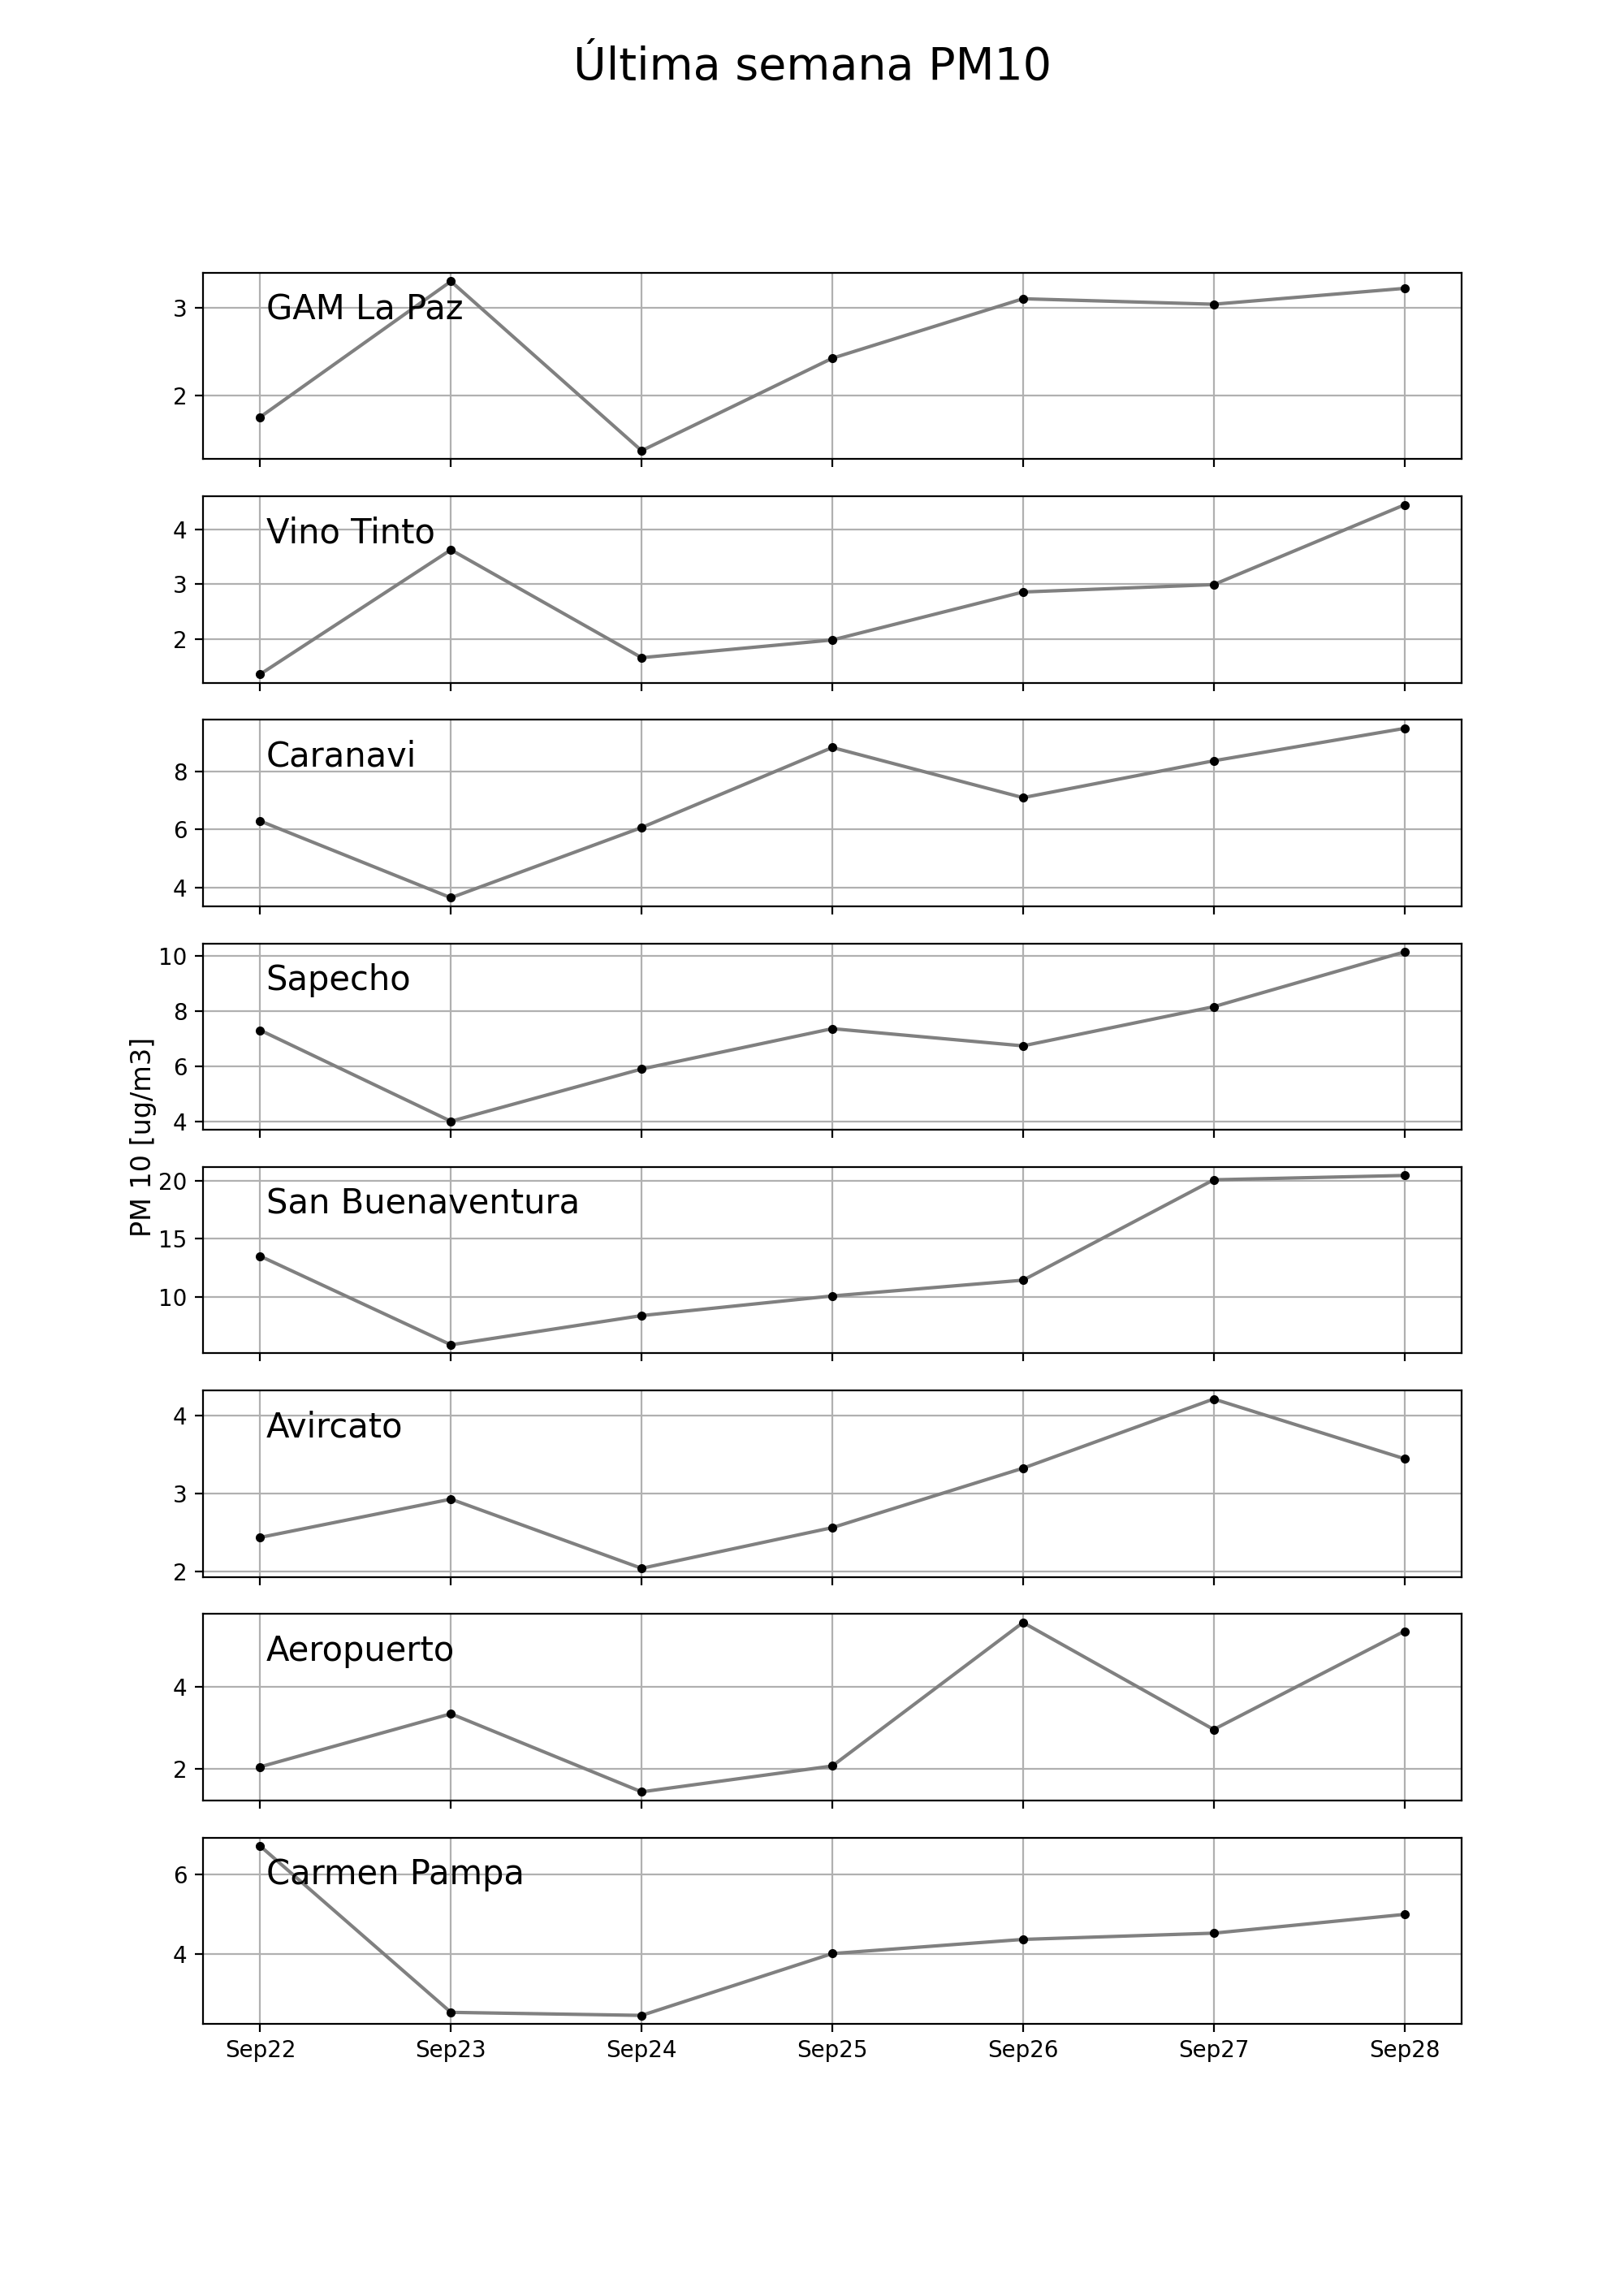 Última semana PM10
GAM La Paz
3
2
Vino Tinto
4
3
2
Caranavi
8
6
4
Sapecho
10
8
6
4
PM 10 [ug/m3]
San Buenaventura
20
15
10
Avircato
4
3
2
Aeropuerto
4
2
Carmen Pampa
6
4
Sep22 Sep23 Sep24 Sep25 Sep26 Sep27 Sep28